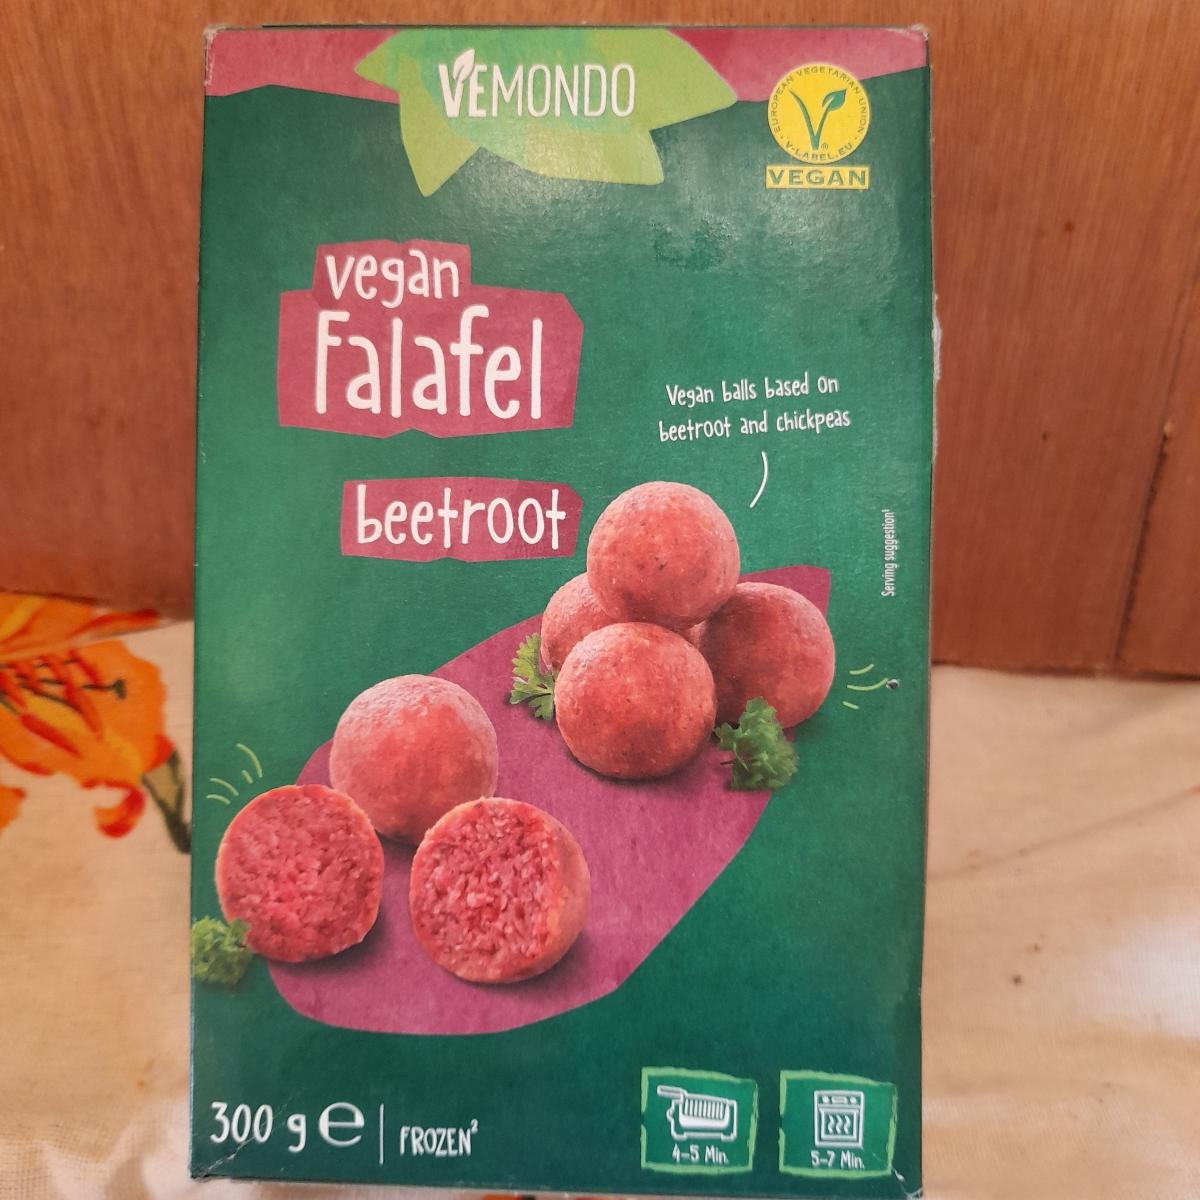 VEMONDO
EUROPEAN VEGETARIAN UNION
V-LABEL.EU
VEGAN
vegan
Falafel
Vegan balls based on
beetroot and chickpeas
beetroot
Serving suggestion¹
300 g ℮
FROZEN²
4-5 Min.
5-7 Min.